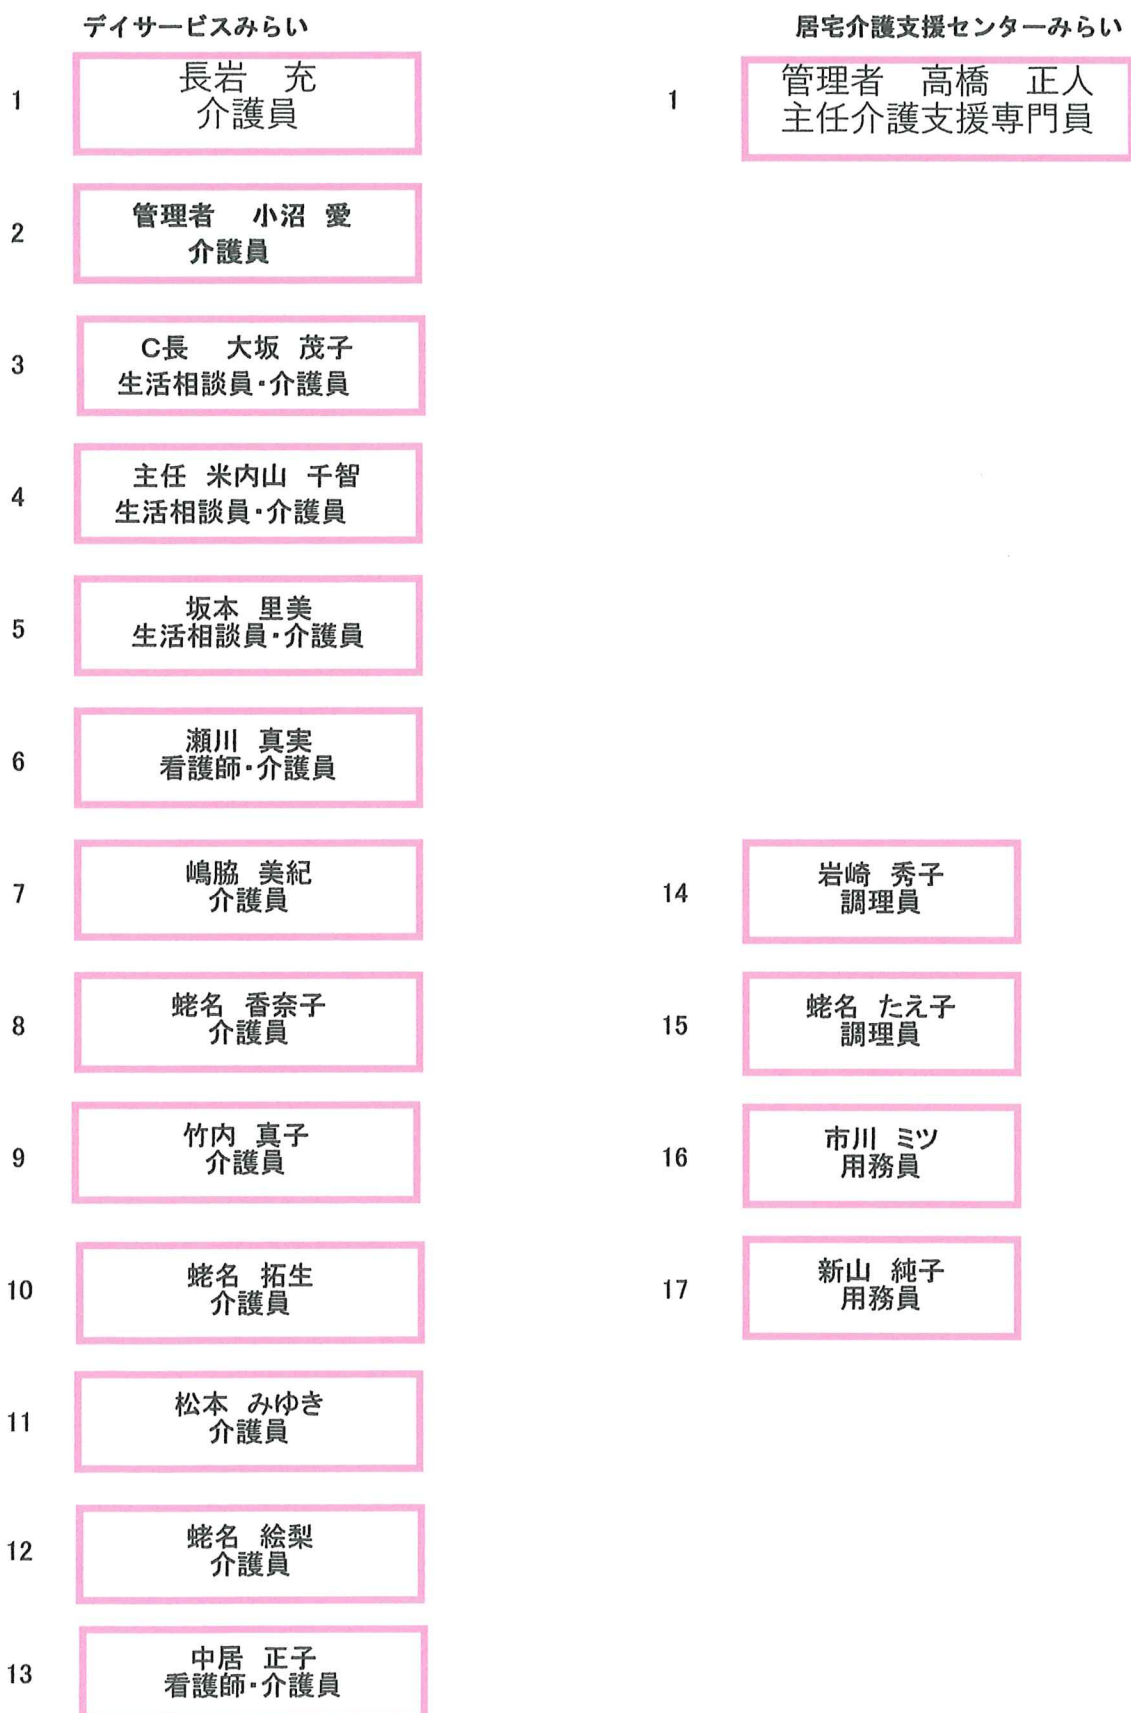 デイサービスみらい
1
長岩 充
介護員
2
管理者 小沼 愛
介護員
3
C長 大坂 茂子
生活相談員・介護員
4
主任 米内山 千智
生活相談員・介護員
5
坂本 里美
生活相談員・介護員
6
瀬川 真実
看護師・介護員
7
嶋脇 美紀
介護員
8
蛯名 香奈子
介護員
9
竹内 真子
介護員
10
蛯名 拓生
介護員
11
松本 みゆき
介護員
12
蛯名 絵梨
介護員
13
中居 正子
看護師・介護員
居宅介護支援センターみらい
1
管理者 高橋 正人
主任介護支援専門員
14
岩崎 秀子
調理員
15
蛯名 たえ子
調理員
16
市川 ミツ
用務員
17
新山 純子
用務員